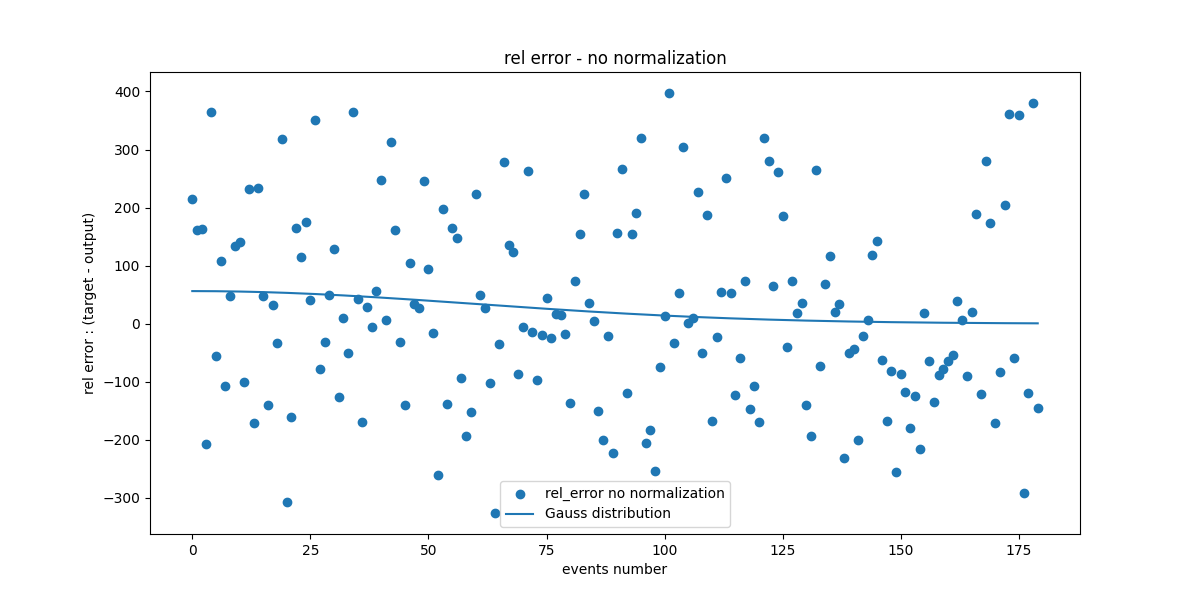 rel error - no normalization
rel error : (target - output)
400
300
200
100
0
−100
−200
−300
rel_error no normalization
Gauss distribution
0 25 50 75 100 125 150 175
events number